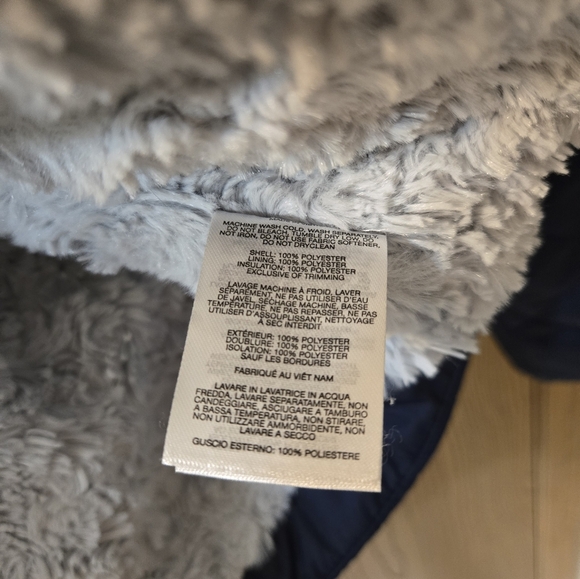 MACHINE WASH COLD, WASH SEPARATELY,
DO NOT BLEACH, TUMBLE DRY LOW, DO
NOT IRON, DO NOT USE FABRIC SOFTENER,
DO NOT DRYCLEAN
SHELL: 100% POLYESTER
LINING: 100% POLYESTER
INSULATION: 100% POLYESTER
EXCLUSIVE OF TRIMMING
LAVAGE MACHINE À FROID, LAVER
SÉPAREMENT, NE PAS UTILISER D'EAU
DE JAVEL, SÉCHAGE MACHINE, BASSE
TEMPÉRATURE, NE PAS REPASSER, NE PAS
UTILISER D'ASSOUPLISSANT, NETTOYAGE
À SEC INTERDIT
EXTÉRIEUR: 100% POLYESTER
DOUBLURE: 100% POLYESTER
ISOLATION: 100% POLYESTER
SAUF LES BORDURES
FABRIQUÉ AU VIÊT NAM
LAVARE IN LAVATRICE IN ACQUA
FREDDA, LAVARE SEPARATAMENTE, NON
CANDEGGIARE, ASCIUGARE A TAMBURO
A BASSA TEMPERATURA, NON STIRARE,
NON UTILIZZARE AMMORBIDENTE, NON
LAVARE A SECCO
GUSCIO ESTERNO: 100% POLIESTERE